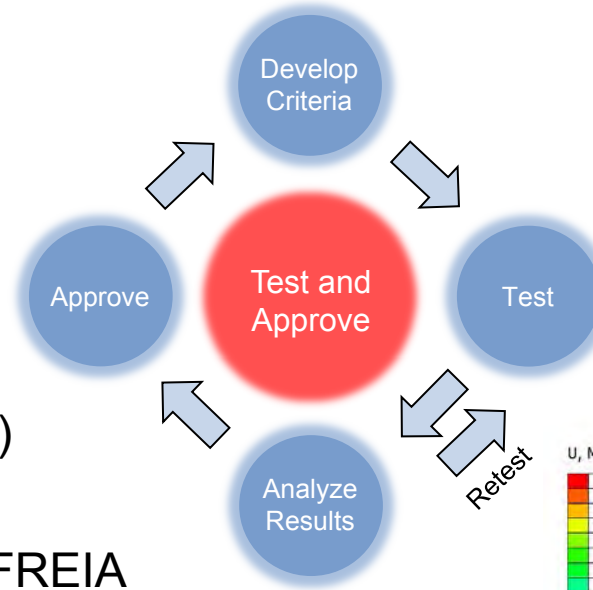 Develop
Criteria
Approve
Test and
Approve
Test
)
Analyze
Results
Retest
U, M
FREIA